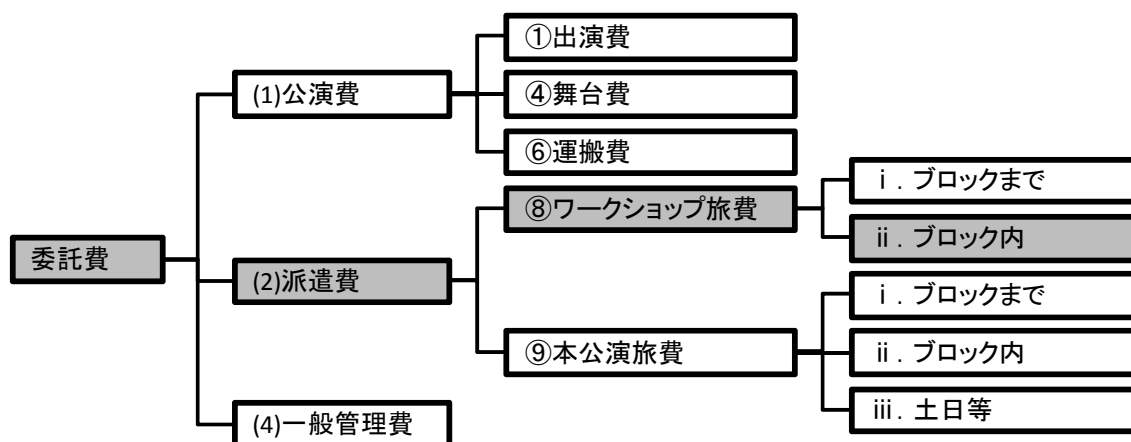 ①出演費
(1)公演費
④舞台費
⑥運搬費
ⅰ．ブロックまで
⑧ワークショップ旅費
ⅱ．ブロック内
委託費
(2)派遣費
ⅰ．ブロックまで
⑨本公演旅費
ⅱ．ブロック内
ⅲ．土日等
(4)一般管理費